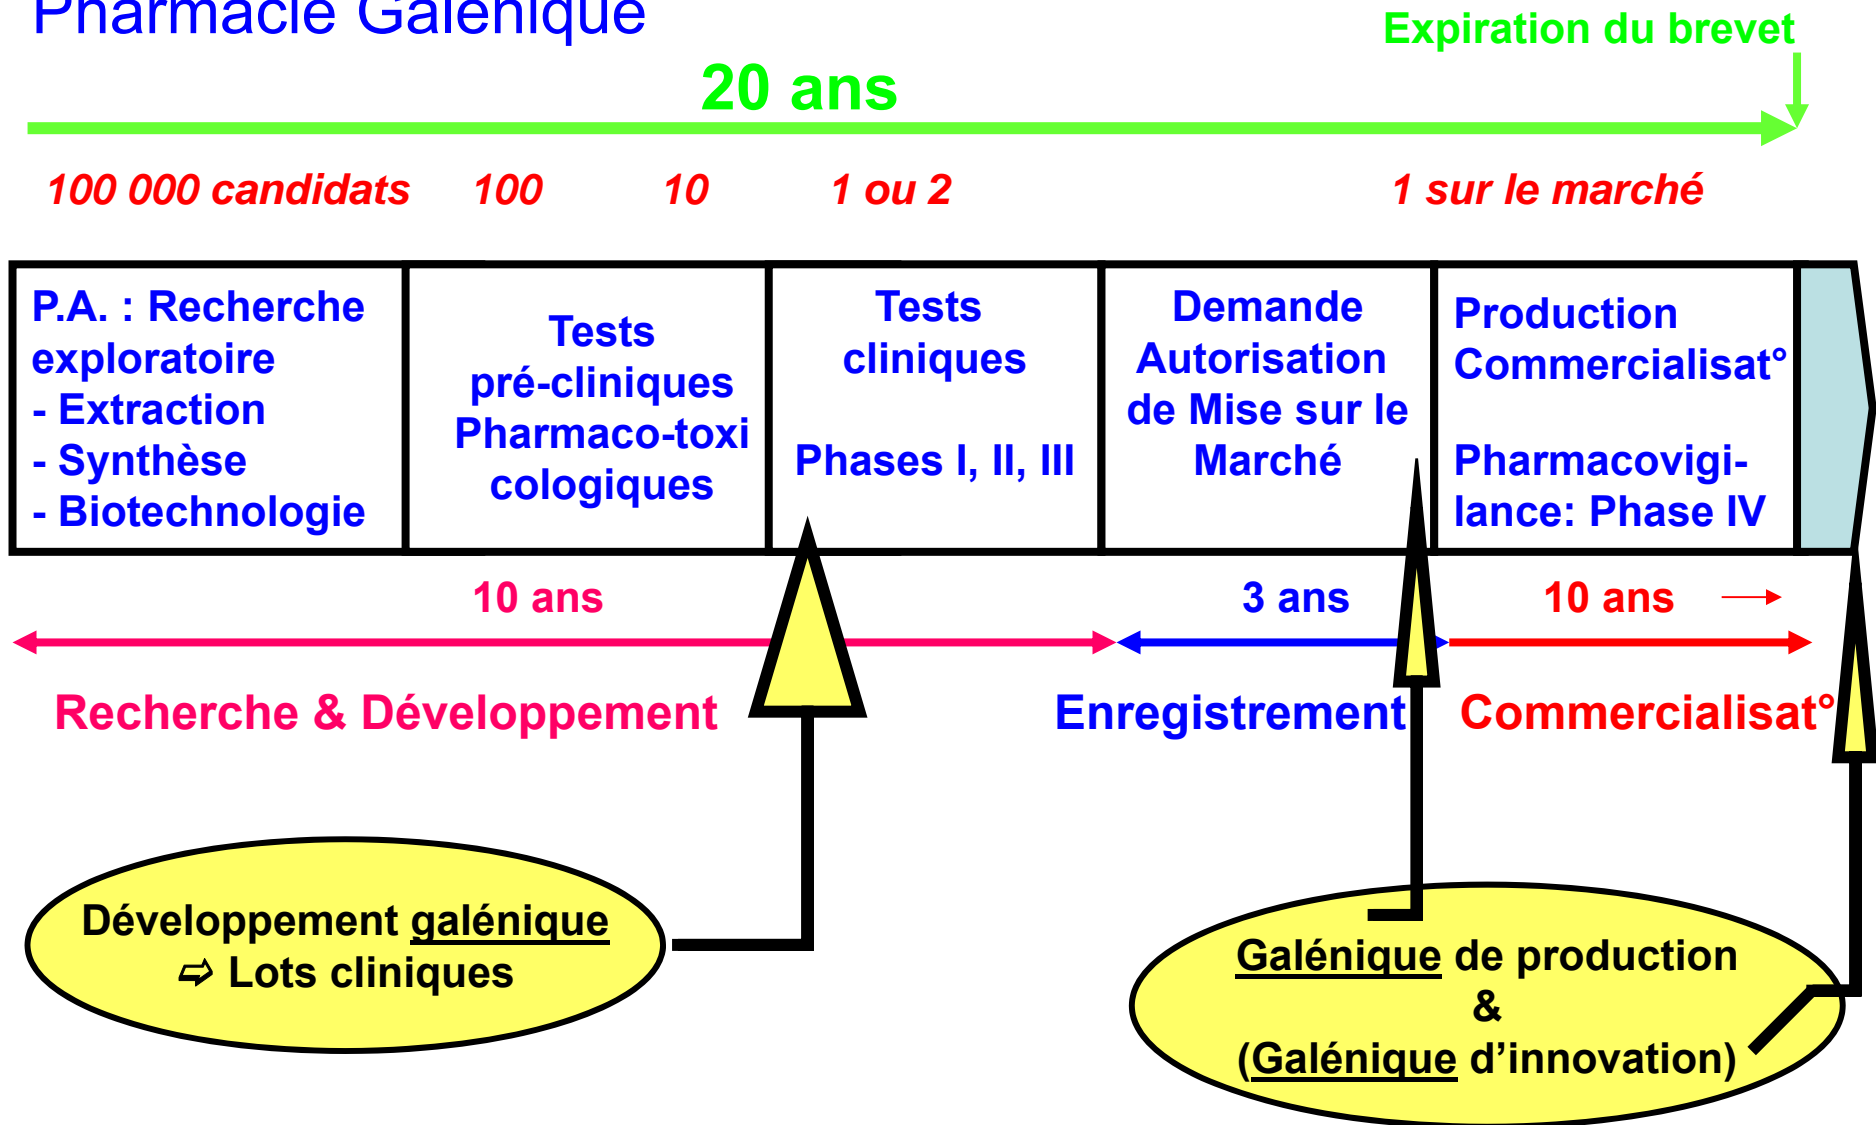 Pharmacie Galénique
Expiration du brevet
20 ans
100 000 candidats 100 10 1 ou 2 1 sur le marché
P.A. : Recherche
exploratoire
- Extraction
- Synthèse
- Biotechnologie
Tests
pré-cliniques
Pharmaco-toxi
cologiques
Tests
cliniques
Phases I, II, III
Demande
Autorisation
de Mise sur le
Marché
Production
Commercialisat°
Pharmacovigi-
lance: Phase IV
10 ans 3 ans 10 ans
Recherche & Développement Enregistrement Commercialisat°
Développement galénique
⇨ Lots cliniques
Galénique de production
&
(Galénique d’innovation)